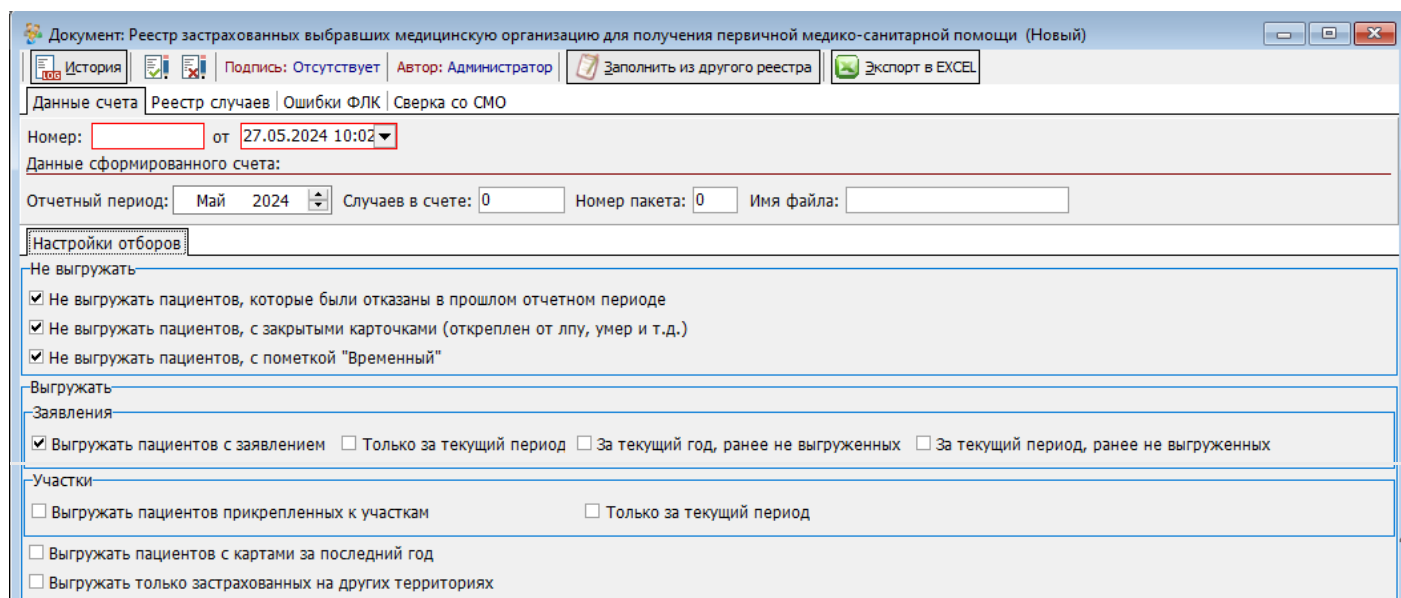 Документ: Реестр застрахованных выбравших медицинскую организацию для получения первичной медико-санитарной помощи (Новый)
LOG История Подпись: Отсутствует Автор: Администратор Заполнить из другого реестра Экспорт в EXCEL
Данные счета Реестр случаев Ошибки ФЛК Сверка со СМО
Номер: от 27.05.2024 10:02
Данные сформированного счета:
Отчетный период: Май 2024 Случаев в счете: 0 Номер пакета: 0 Имя файла:
Настройки отборов
Не выгружать
Не выгружать пациентов, которые были отказаны в прошлом отчетном периоде
Не выгружать пациентов, с закрытыми карточками (откреплен от лпу, умер и т.д.)
Не выгружать пациентов, с пометкой "Временный"
Выгружать
Заявления
Выгружать пациентов с заявлением Только за текущий период За текущий год, ранее не выгруженных За текущий период, ранее не выгруженных
Участки
Выгружать пациентов прикрепленных к участкам Только за текущий период
Выгружать пациентов с картами за последний год
Выгружать только застрахованных на других территориях